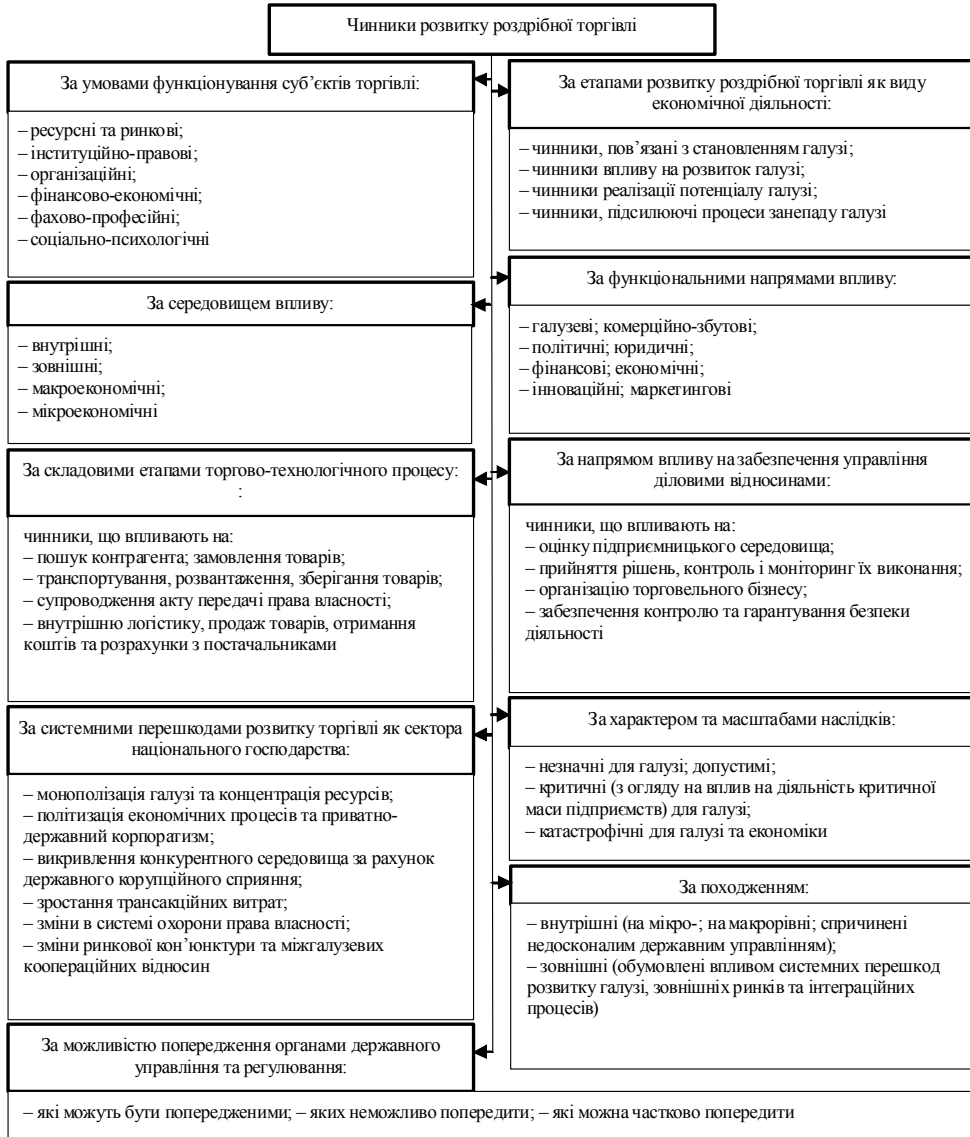 Чинники розвитку роздрібної торгівлі
За умовами функціонування суб’єктів торгівлі:
– ресурсні та ринкові;
– інституційно-правові;
– організаційні;
– фінансово-економічні;
– фахово-професійні;
– соціально-психологічні
За етапами розвитку роздрібної торгівлі як виду
економічної діяльності:
– чинники, пов’язані з становленням галузі;
– чинники впливу на розвиток галузі;
– чинники реалізації потенціалу галузі;
– чинники, підсилюючі процеси занепаду галузі
За середовищем впливу:
– внутрішні;
– зовнішні;
– макроекономічні;
– мікроекономічні
За функціональними напрямами впливу:
– галузеві; комерційно-збутові;
– політичні; юридичні;
– фінансові; економічні;
– інноваційні; маркетингові
За складовими етапами торгово-технологічного процесу:
:
чинники, що впливають на:
– пошук контрагента; замовлення товарів;
– транспортування, розвантаження, зберігання товарів;
– супроводження акту передачі права власності;
– внутрішню логістику, продаж товарів, отримання
коштів та розрахунки з постачальниками
За напрямом впливу на забезпечення управління
діловими відносинами:
чинники, що впливають на:
– оцінку підприємницького середовища;
– прийняття рішень, контроль і моніторинг їх виконання;
– організацію торговельного бізнесу;
– забезпечення контролю та гарантування безпеки
діяльності
За системними перешкодами розвитку торгівлі як сектора
національного господарства:
– монополізація галузі та концентрація ресурсів;
– політизація економічних процесів та приватно-
державний корпоратизм;
– викривлення конкурентного середовища за рахунок
державного корупційного сприяння;
– зростання трансакційних витрат;
– зміни в системі охорони права власності;
– зміни ринкової кон’юнктури та міжгалузевих
коопераційних відносин
За характером та масштабами наслідків:
– незначні для галузі; допустимі;
– критичні (з огляду на вплив на діяльність критичної
маси підприємств) для галузі;
– катастрофічні для галузі та економіки
За походженням:
– внутрішні (на мікро-; на макрорівні; спричинені
недосконалим державним управлінням);
– зовнішні (обумовлені впливом системних перешкод
розвитку галузі, зовнішніх ринків та інтеграційних
процесів)
За можливістю попередження органами державного
управління та регулювання:
– які можуть бути попередженими; – яких неможливо попередити; – які можна частково попередити